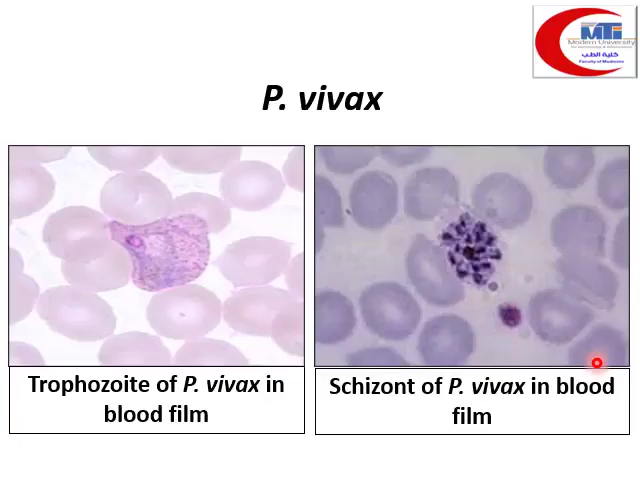 MTI
Modern University
كلية الطب
Faculty of Medicine
P. vivax
Trophozoite of P. vivax in
blood film
Schizont of P. vivax in blood
film